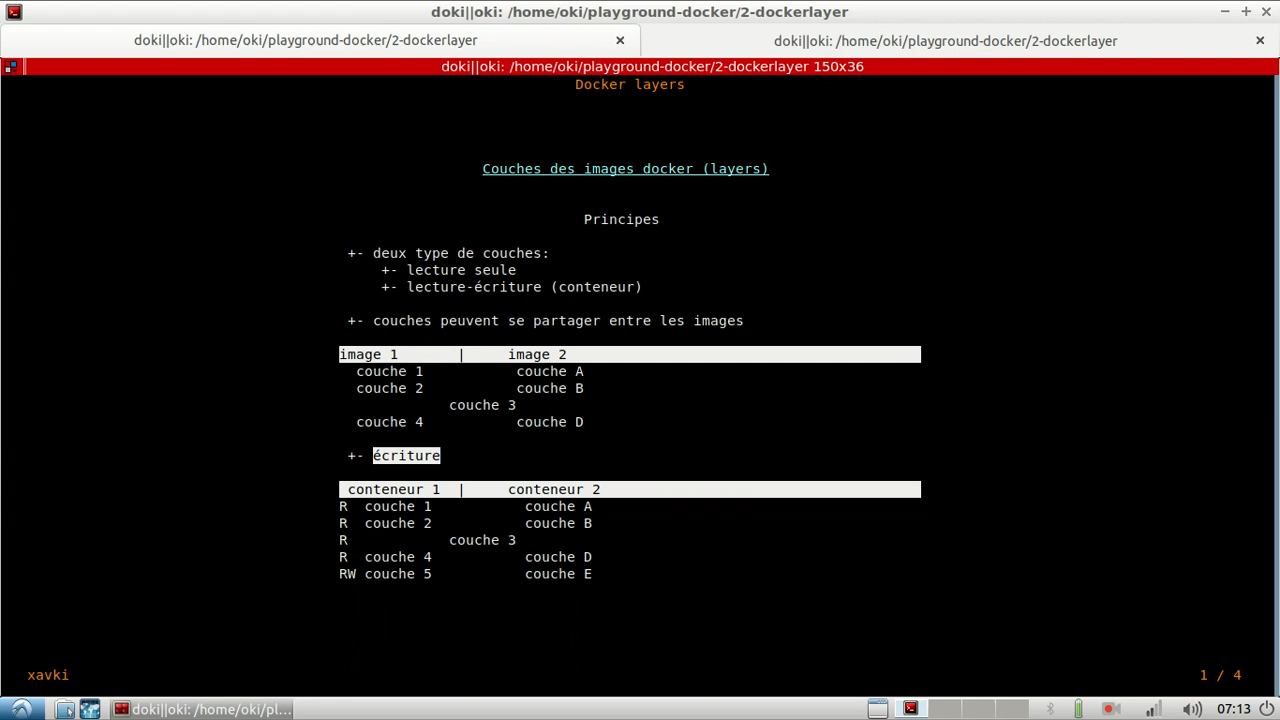 doki||oki: /home/oki/playground-docker/2-dockerlayer
doki||oki: /home/oki/playground-docker/2-dockerlayer
doki||oki: /home/oki/playground-docker/2-dockerlayer
doki||oki: /home/oki/playground-docker/2-dockerlayer 150x36
Docker layers
Couches des images docker (layers)
Principes
+- deux type de couches:
+- lecture seule
+- lecture-écriture (conteneur)
+- couches peuvent se partager entre les images
image 1 | image 2
couche 1 couche A
couche 2 couche B
couche 3
couche 4 couche D
+- écriture
conteneur 1 | conteneur 2
R couche 1 couche A
R couche 2 couche B
R couche 3
R couche 4 couche D
RW couche 5 couche E
xavki 1 / 4
doki||oki: /home/oki/pl... 07:13